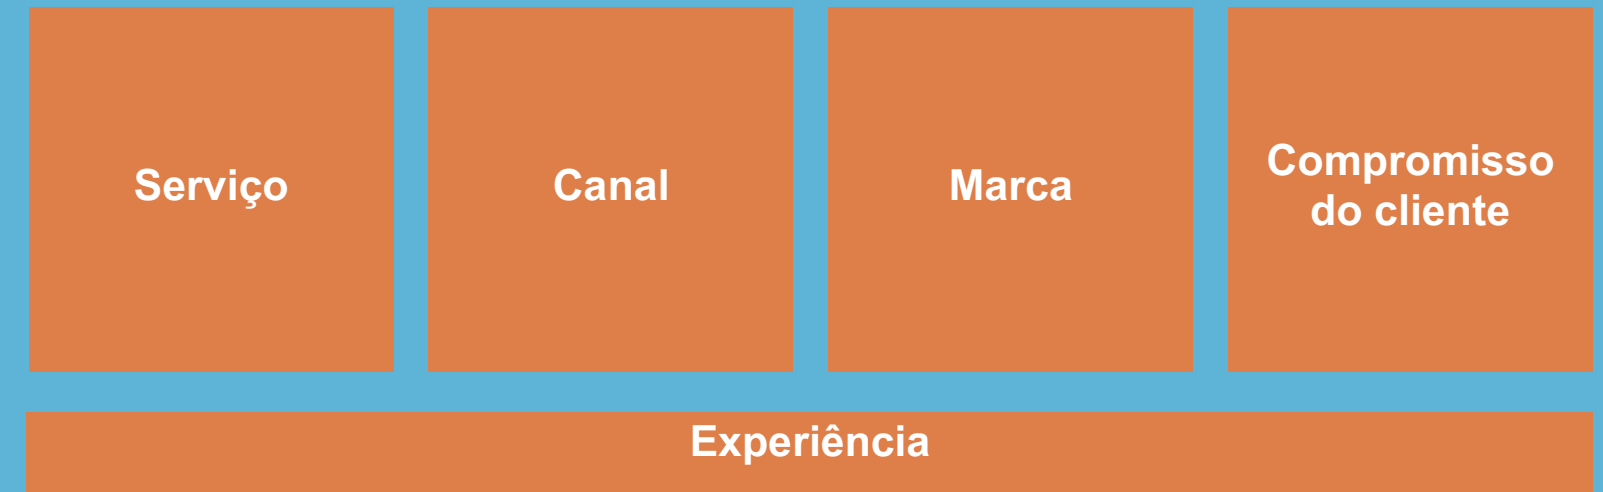 Serviço
Canal
Marca
Compromisso
do cliente
Experiência